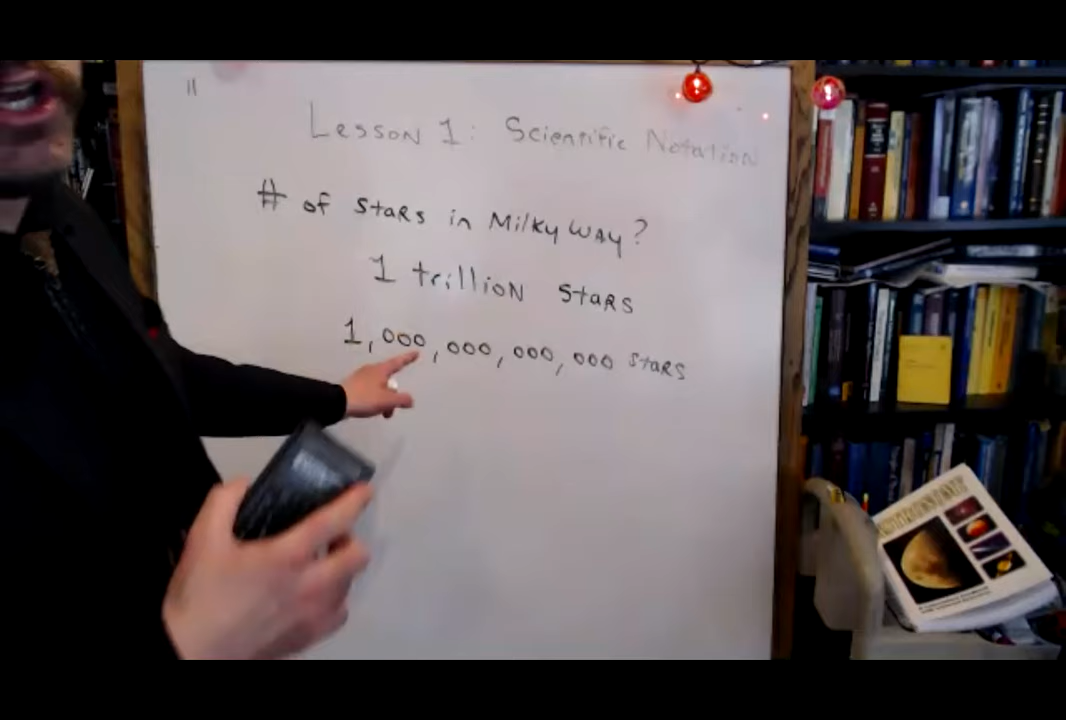 Lesson 1: Scientific Notation
# of stars in Milky Way?
1 trillion stars
1,000,000,000,000 stars